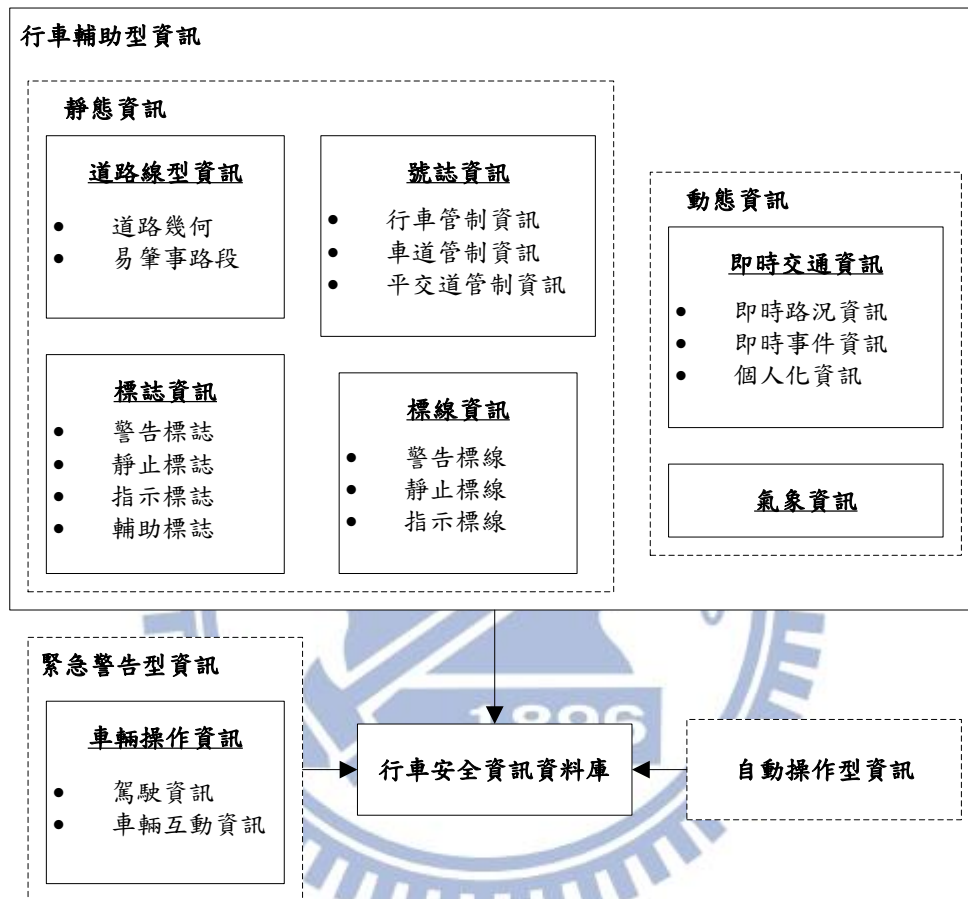 行車輔助型資訊
靜態資訊
道路線型資訊
• 道路幾何
• 易肇事路段
號誌資訊
• 行車管制資訊
• 車道管制資訊
• 平交道管制資訊
標誌資訊
• 警告標誌
• 靜止標誌
• 指示標誌
• 輔助標誌
標線資訊
• 警告標線
• 靜止標線
• 指示標線
動態資訊
即時交通資訊
• 即時路況資訊
• 即時事件資訊
• 個人化資訊
氣象資訊
緊急警告型資訊
車輛操作資訊
• 駕駛資訊
• 車輛互動資訊
1896
行車安全資訊資料庫
自動操作型資訊